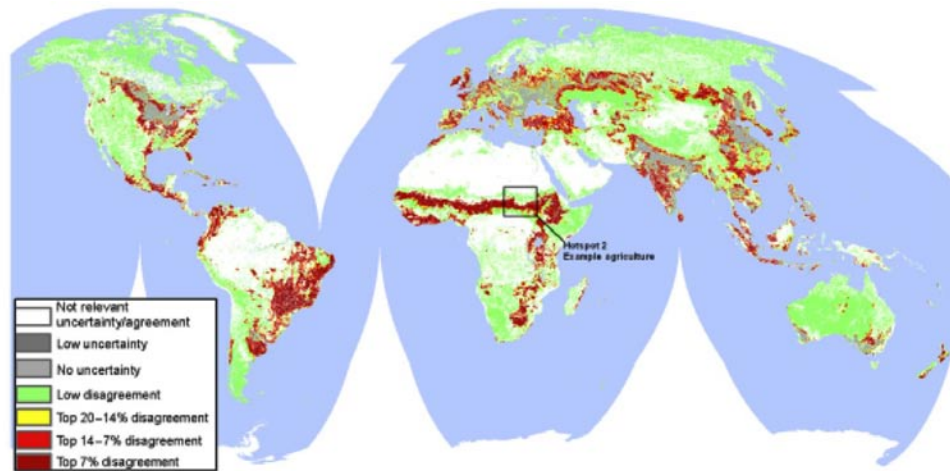 Hotspot 2
Example agriculture
Not relevant
uncertainty/agreement
Low uncertainty
No uncertainty
Low disagreement
Top 20–14% disagreement
Top 14–7% disagreement
Top 7% disagreement